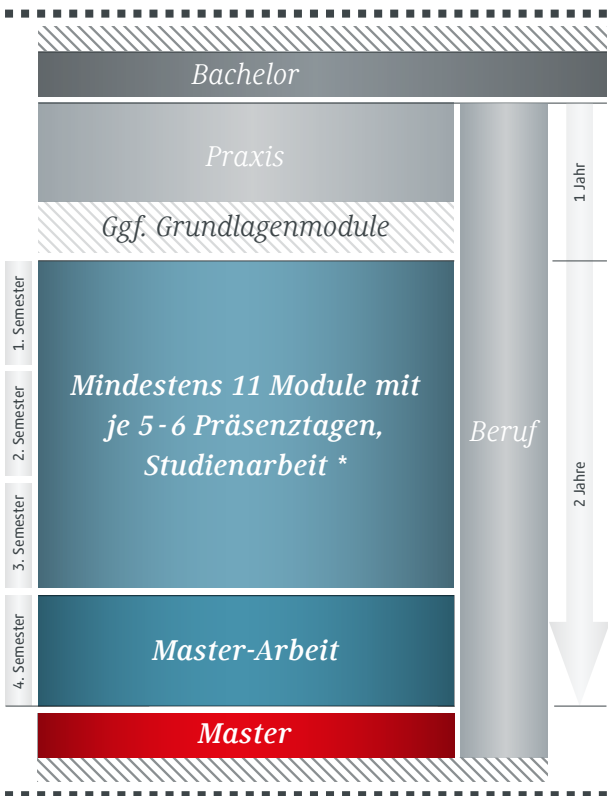 Bachelor
Praxis
1 Jahr
Ggf. Grundlagenmodule
1. Semester
Mindestens 11 Module mit
je 5 - 6 Präsenztagen,
Studienarbeit *
2. Semester
Beruf
2 Jahre
3. Semester
4. Semester
Master-Arbeit
Master